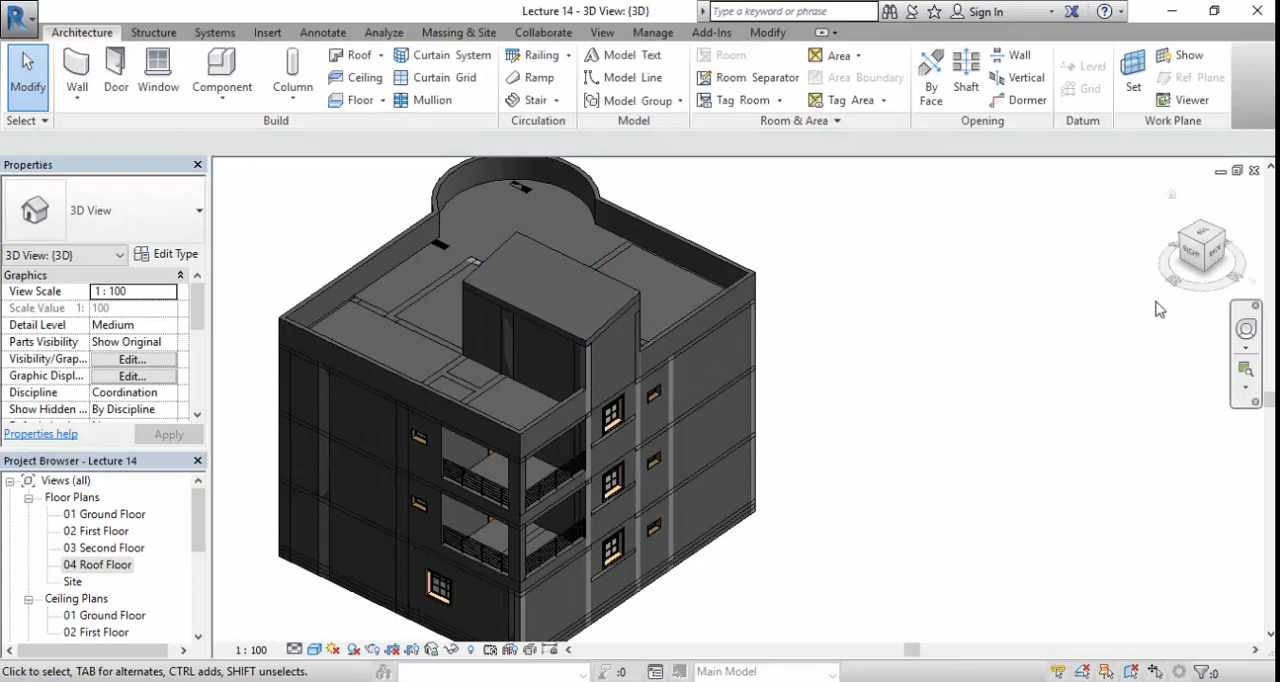 Lecture 14 - 3D View: {3D}
Type a keyword or phrase
Sign In
Architecture Structure Systems Insert Annotate Analyze Massing & Site Collaborate View Manage Add-Ins Modify
Modify
Wall
Door
Window
Component
Column
Roof
Ceiling
Floor
Curtain System
Curtain Grid
Mullion
Railing
Ramp
Stair
Model Text
Model Line
Model Group
Room
Room Separator
Tag Room
Area
Area Boundary
Tag Area
By Face
Shaft
Wall
Vertical
Dormer
Level
Grid
Set
Show
Ref Plane
Viewer
Select Build Circulation Model Room & Area Opening Datum Work Plane
Properties
3D View
3D View: {3D} Edit Type
Graphics
View Scale 1 : 100
Scale Value 1: 100
Detail Level Medium
Parts Visibility Show Original
Visibility/Grap... Edit...
Graphic Displ... Edit...
Discipline Coordination
Show Hidden ... By Discipline
Properties help Apply
Project Browser - Lecture 14
Views (all)
Floor Plans
01 Ground Floor
02 First Floor
03 Second Floor
04 Roof Floor
Site
Ceiling Plans
01 Ground Floor
02 First Floor
RIGHT
BACK
1 : 100
Click to select, TAB for alternates, CTRL adds, SHIFT unselects.
:0
Main Model
:0